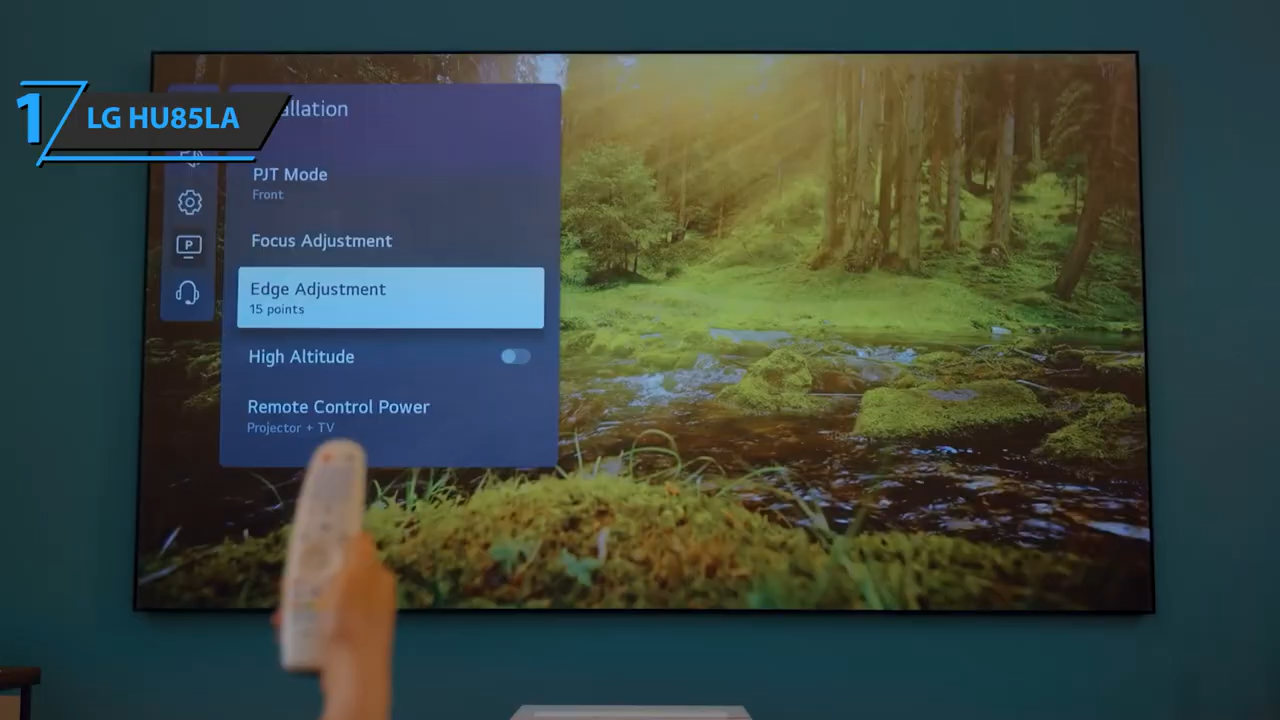 1
LG HU85LA
allation
PJT Mode
Front
P
Focus Adjustment
Edge Adjustment
15 points
High Altitude
Remote Control Power
Projector + TV